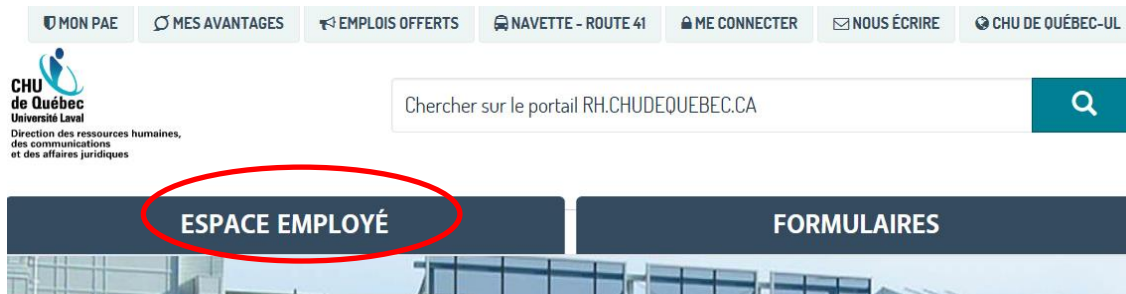 MON PAE MES AVANTAGES EMPLOIS OFFERTS NAVETTE - ROUTE 41 ME CONNECTER NOUS ÉCRIRE CHU DE QUÉBEC-UL
CHU
de Québec
Université Laval
Direction des ressources humaines,
des communications
et des affaires juridiques
Chercher sur le portail RH.CHUDEQUEBEC.CA
ESPACE EMPLOYÉ FORMULAIRES